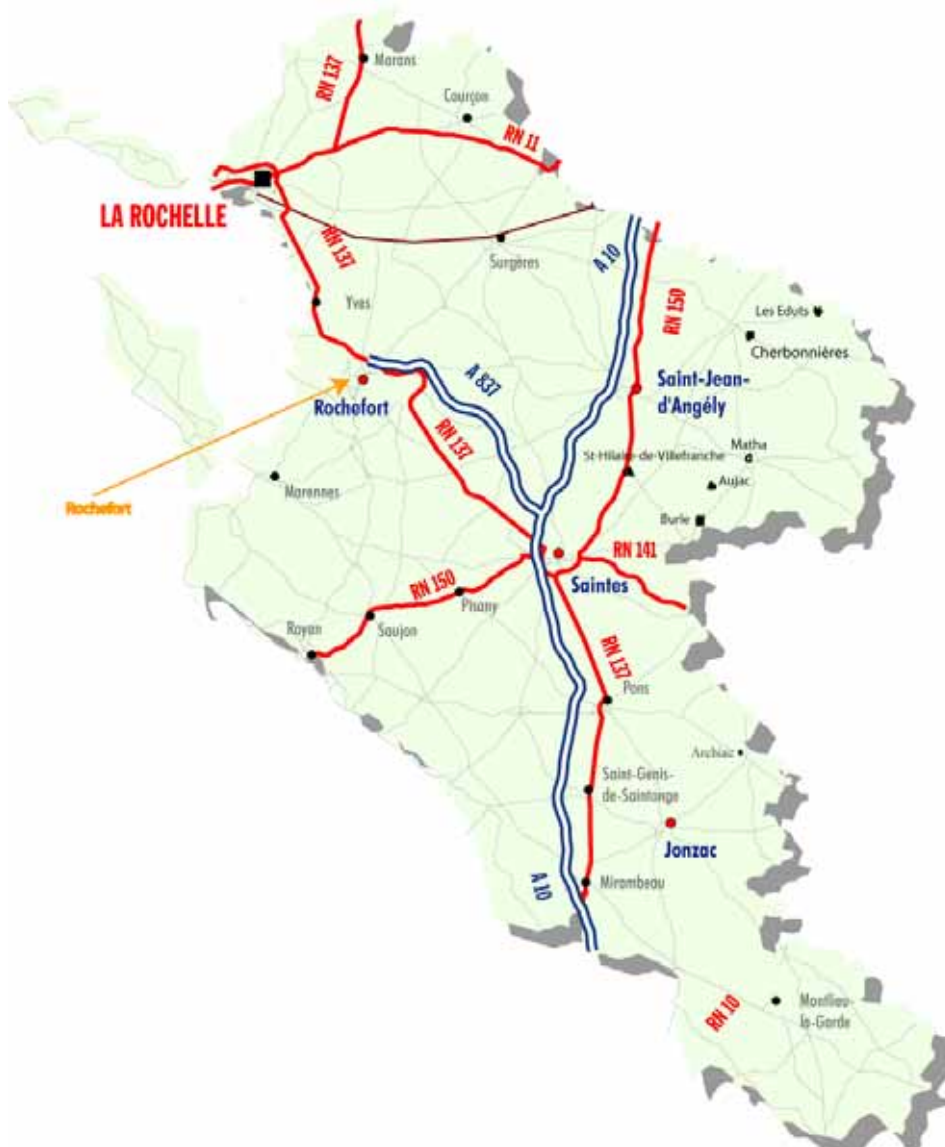 RN 137
Marans
Courçon
RN 11
LA ROCHELLE
RN 137
Surgères
A 10
RN 150
Yves
Les Eduts
Cherbonnières
A 837
Rochefort
Saint-Jean-
d'Angély
RN 137
St-Hilaire-de-Villefranche
Matha
Marennes
Aujac
Rochefort
Burie
RN 141
Saintes
RN 150
Pisany
Saujon
Royan
RN 137
Pons
Archiac
Saint-Genis-
de-Saintonge
Jonzac
A 10
Mirambeau
RN 10
Montlieu-
la-Garde